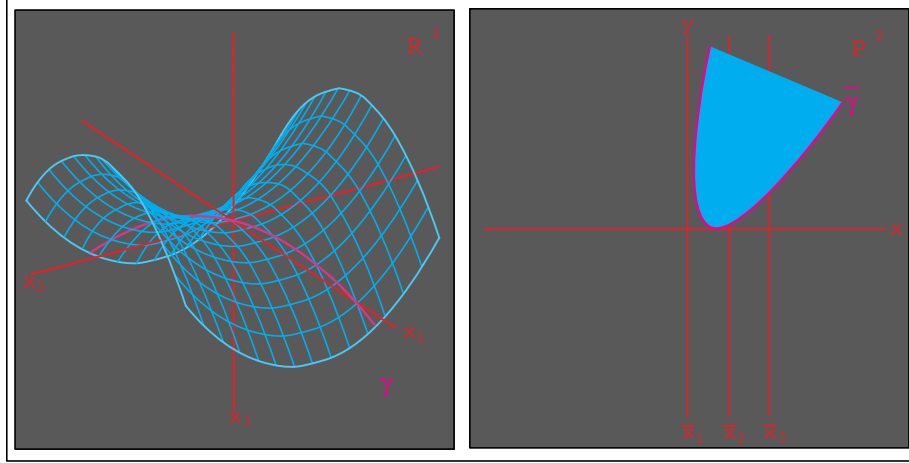 R
x₂
x₁
x₃
γ
y
P
γ̅
x
x̅₁ x̅₂ x̅₃